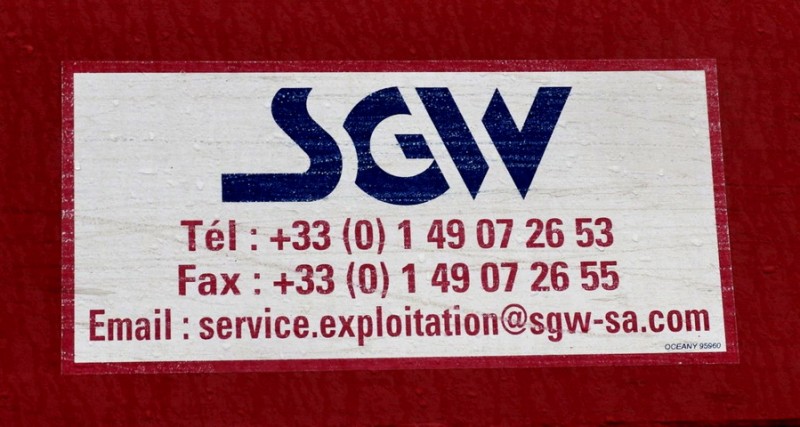 SGW
Tél : +33 (0) 1 49 07 26 53
Fax : +33 (0) 1 49 07 26 55
Email : service.exploitation@sgw-sa.com
OCEANY 95960